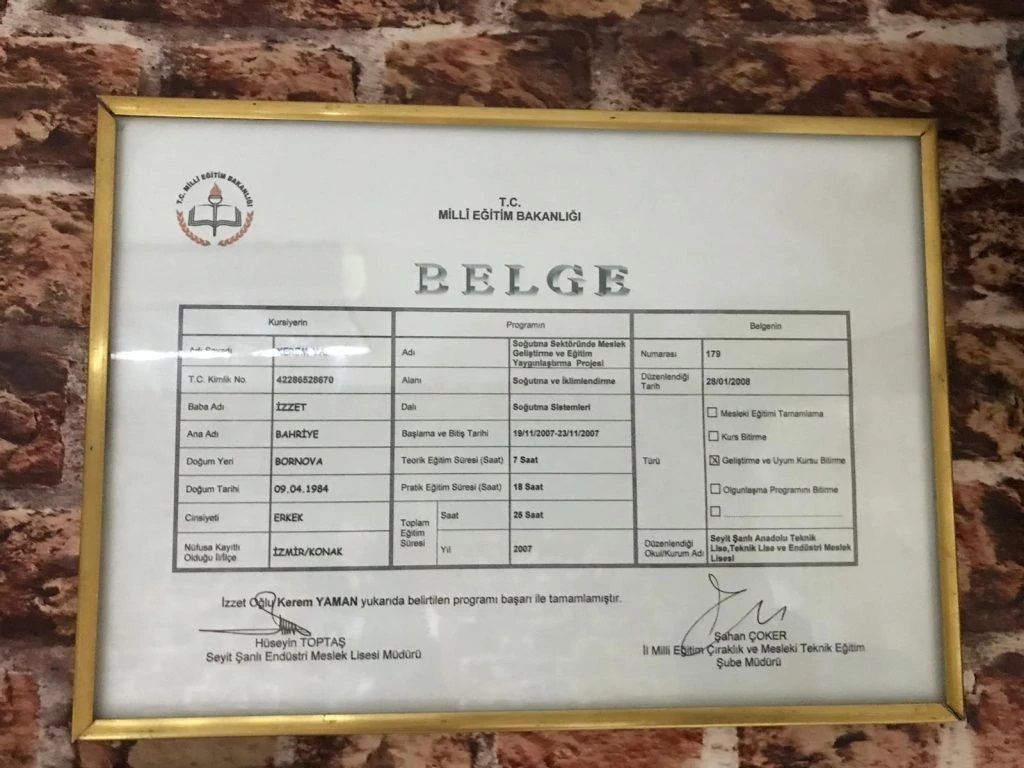 T.C. MİLLÎ EĞİTİM BAKANLIĞI
T.C.
MİLLÎ EĞİTİM BAKANLIĞI
BELGE
Kursiyerin
Programın
Belgenin
Adı Soyadı
Adı
Soğutma Sektöründe Meslek
Geliştirme ve Eğitim
Yaygınlaştırma Projesi
Numarası
179
T.C. Kimlik No.
42286528670
Alanı
Soğutma ve İklimlendirme
Düzenlendiği
Tarih
28/01/2008
Baba Adı
İZZET
Dalı
Soğutma Sistemleri
Türü
Mesleki Eğitimi Tamamlama
Kurs Bitirme
Geliştirme ve Uyum Kursu Bitirme
Olgunlaşma Programını Bitirme
Ana Adı
BAHRİYE
Başlama ve Bitiş Tarihi
19/11/2007-23/11/2007
Doğum Yeri
BORNOVA
Teorik Eğitim Süresi (Saat)
7 Saat
Doğum Tarihi
09.04.1984
Pratik Eğitim Süresi (Saat)
18 Saat
Cinsiyeti
ERKEK
Toplam
Eğitim
Süresi
Saat
25 Saat
Nüfusa Kayıtlı
Olduğu İl/İlçe
İZMİR/KONAK
Yıl
2007
Düzenlendiği
Okul/Kurum Adı
Seyit Şanlı Anadolu Teknik
Lise,Teknik Lise ve Endüstri Meslek
Lisesi
İzzet Oğlu Kerem YAMAN yukarıda belirtilen programı başarı ile tamamlamıştır.
Hüseyin TOPTAŞ
Seyit Şanlı Endüstri Meslek Lisesi Müdürü
Şahan ÇOKER
İl Milli Eğitim Çıraklık ve Mesleki Teknik Eğitim
Şube Müdürü